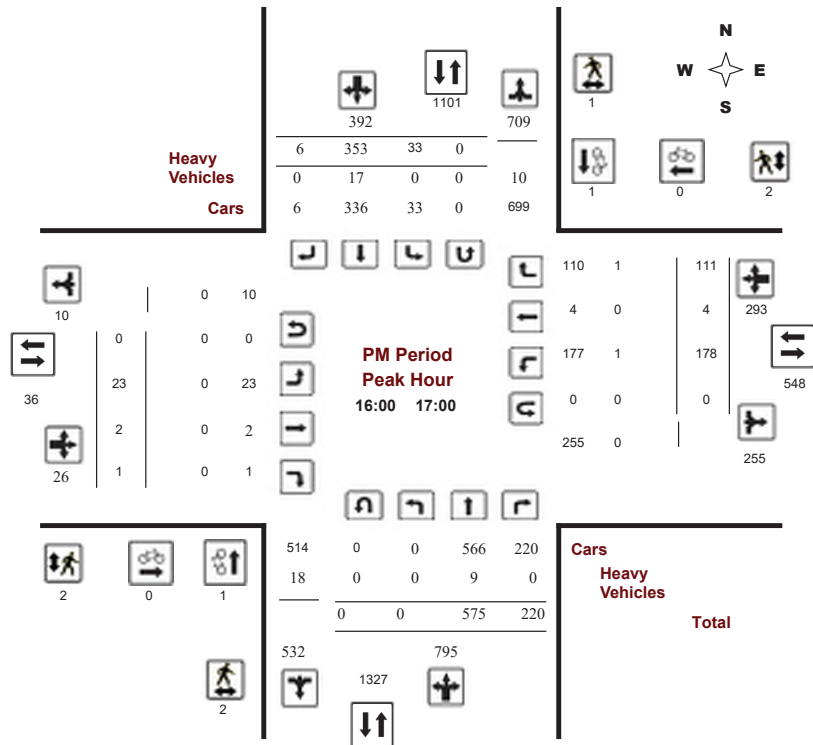 N
W E
S
1101
1
392 709
6 353 33 0
Heavy
Vehicles
0 17 0 0 10
1 0 2
Cars 6 336 33 0 699
110 1 111
0 10
10
4 0 4 293
0 0 0
PM Period
Peak Hour
177 1 178
36 23 0 23
548
16:00 17:00
0 0 0
2 0 2
255 0
255
26 1 0 1
514 0 0 566 220 Cars
18 0 0 9 0 Heavy
Vehicles
2 0 1
0 0 575 220 Total
532 795
1327
2